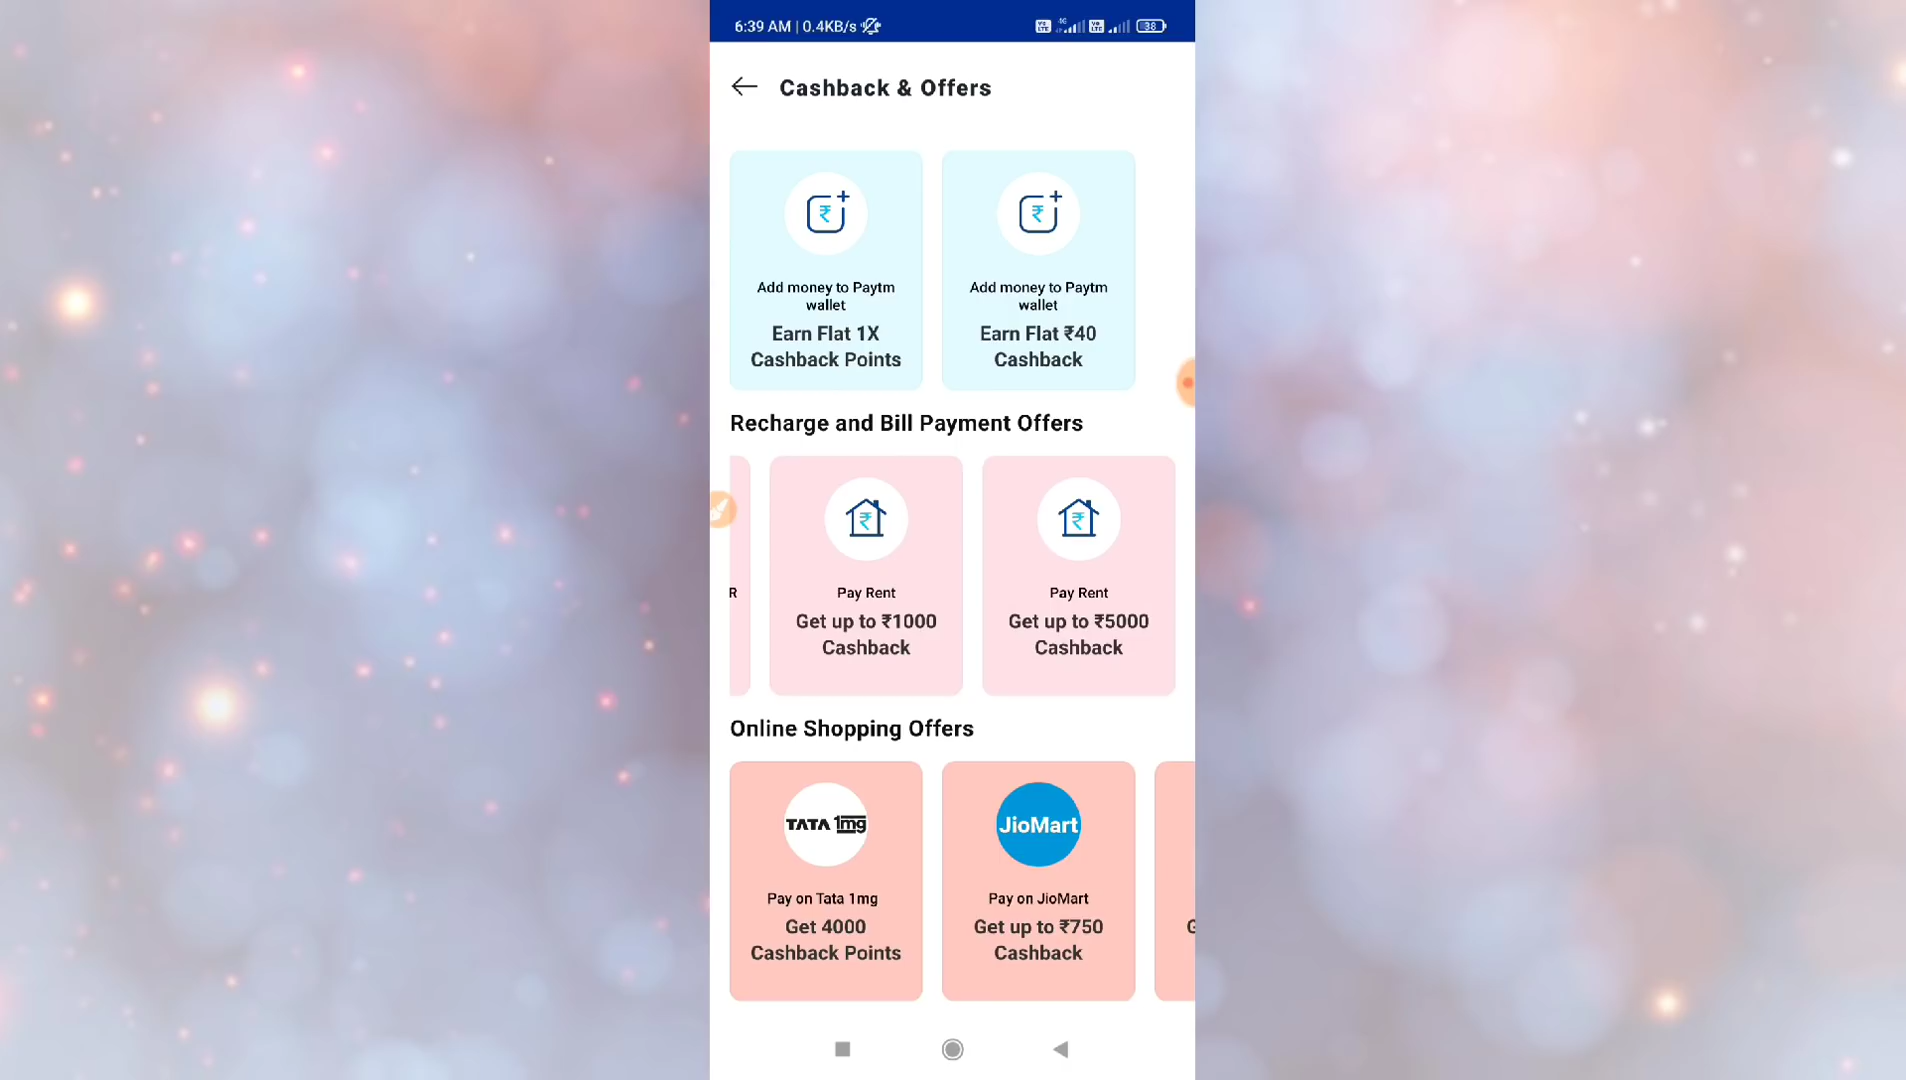 6:39 AM | 0.4KB/s
38
Cashback & Offers
Add money to Paytm
wallet
Earn Flat 1X
Cashback Points
Add money to Paytm
wallet
Earn Flat ₹40
Cashback
Recharge and Bill Payment Offers
R
Pay Rent
Get up to ₹1000
Cashback
Pay Rent
Get up to ₹5000
Cashback
Online Shopping Offers
TATA 1mg
Pay on Tata 1mg
Get 4000
Cashback Points
JioMart
Pay on JioMart
Get up to ₹750
Cashback
G